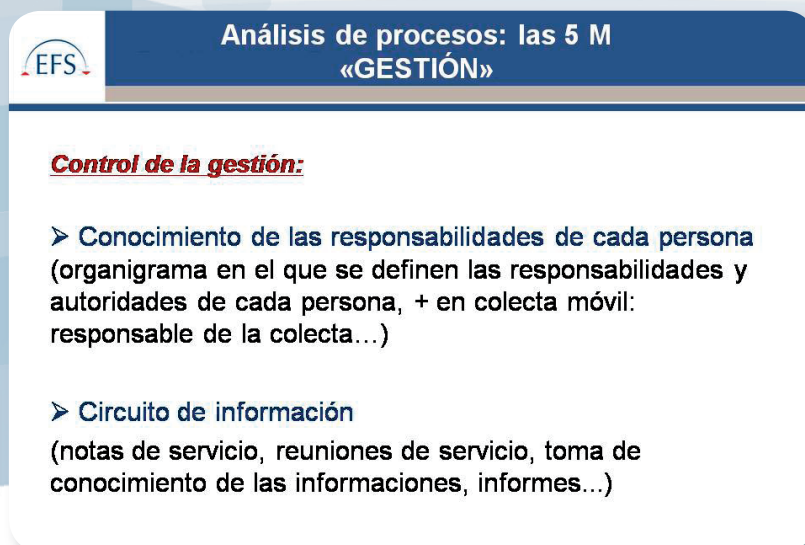 EFS
Análisis de procesos: las 5 M
«GESTIÓN»
Control de la gestión:
➢ Conocimiento de las responsabilidades de cada persona
(organigrama en el que se definen las responsabilidades y
autoridades de cada persona, + en colecta móvil:
responsable de la colecta...)
➢ Circuito de información
(notas de servicio, reuniones de servicio, toma de
conocimiento de las informaciones, informes...)